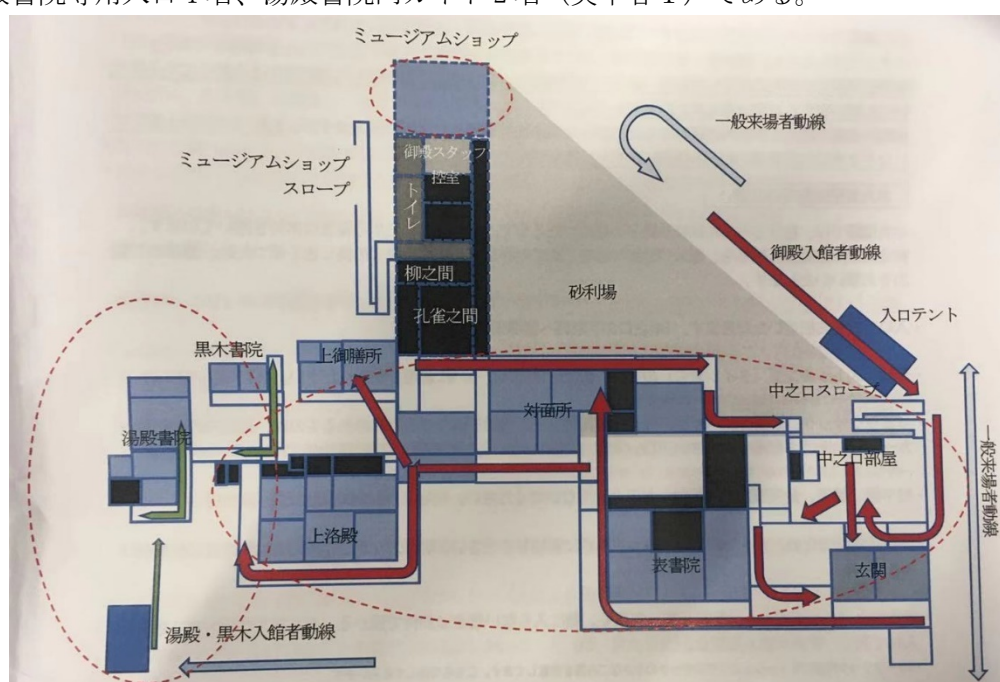 ミュージアムショップ
一般来場者動線
御殿スタッフ
控室
ミュージアムショップ
スロープ
トイレ
御殿入館者動線
柳之間
砂利場
孔雀之間
入口テント
黒木書院
上御膳所
中之口スロープ
対面所
湯殿書院
中之口部屋
一般来場者動線
上洛殿
表書院
玄関
湯殿・黒木入館者動線